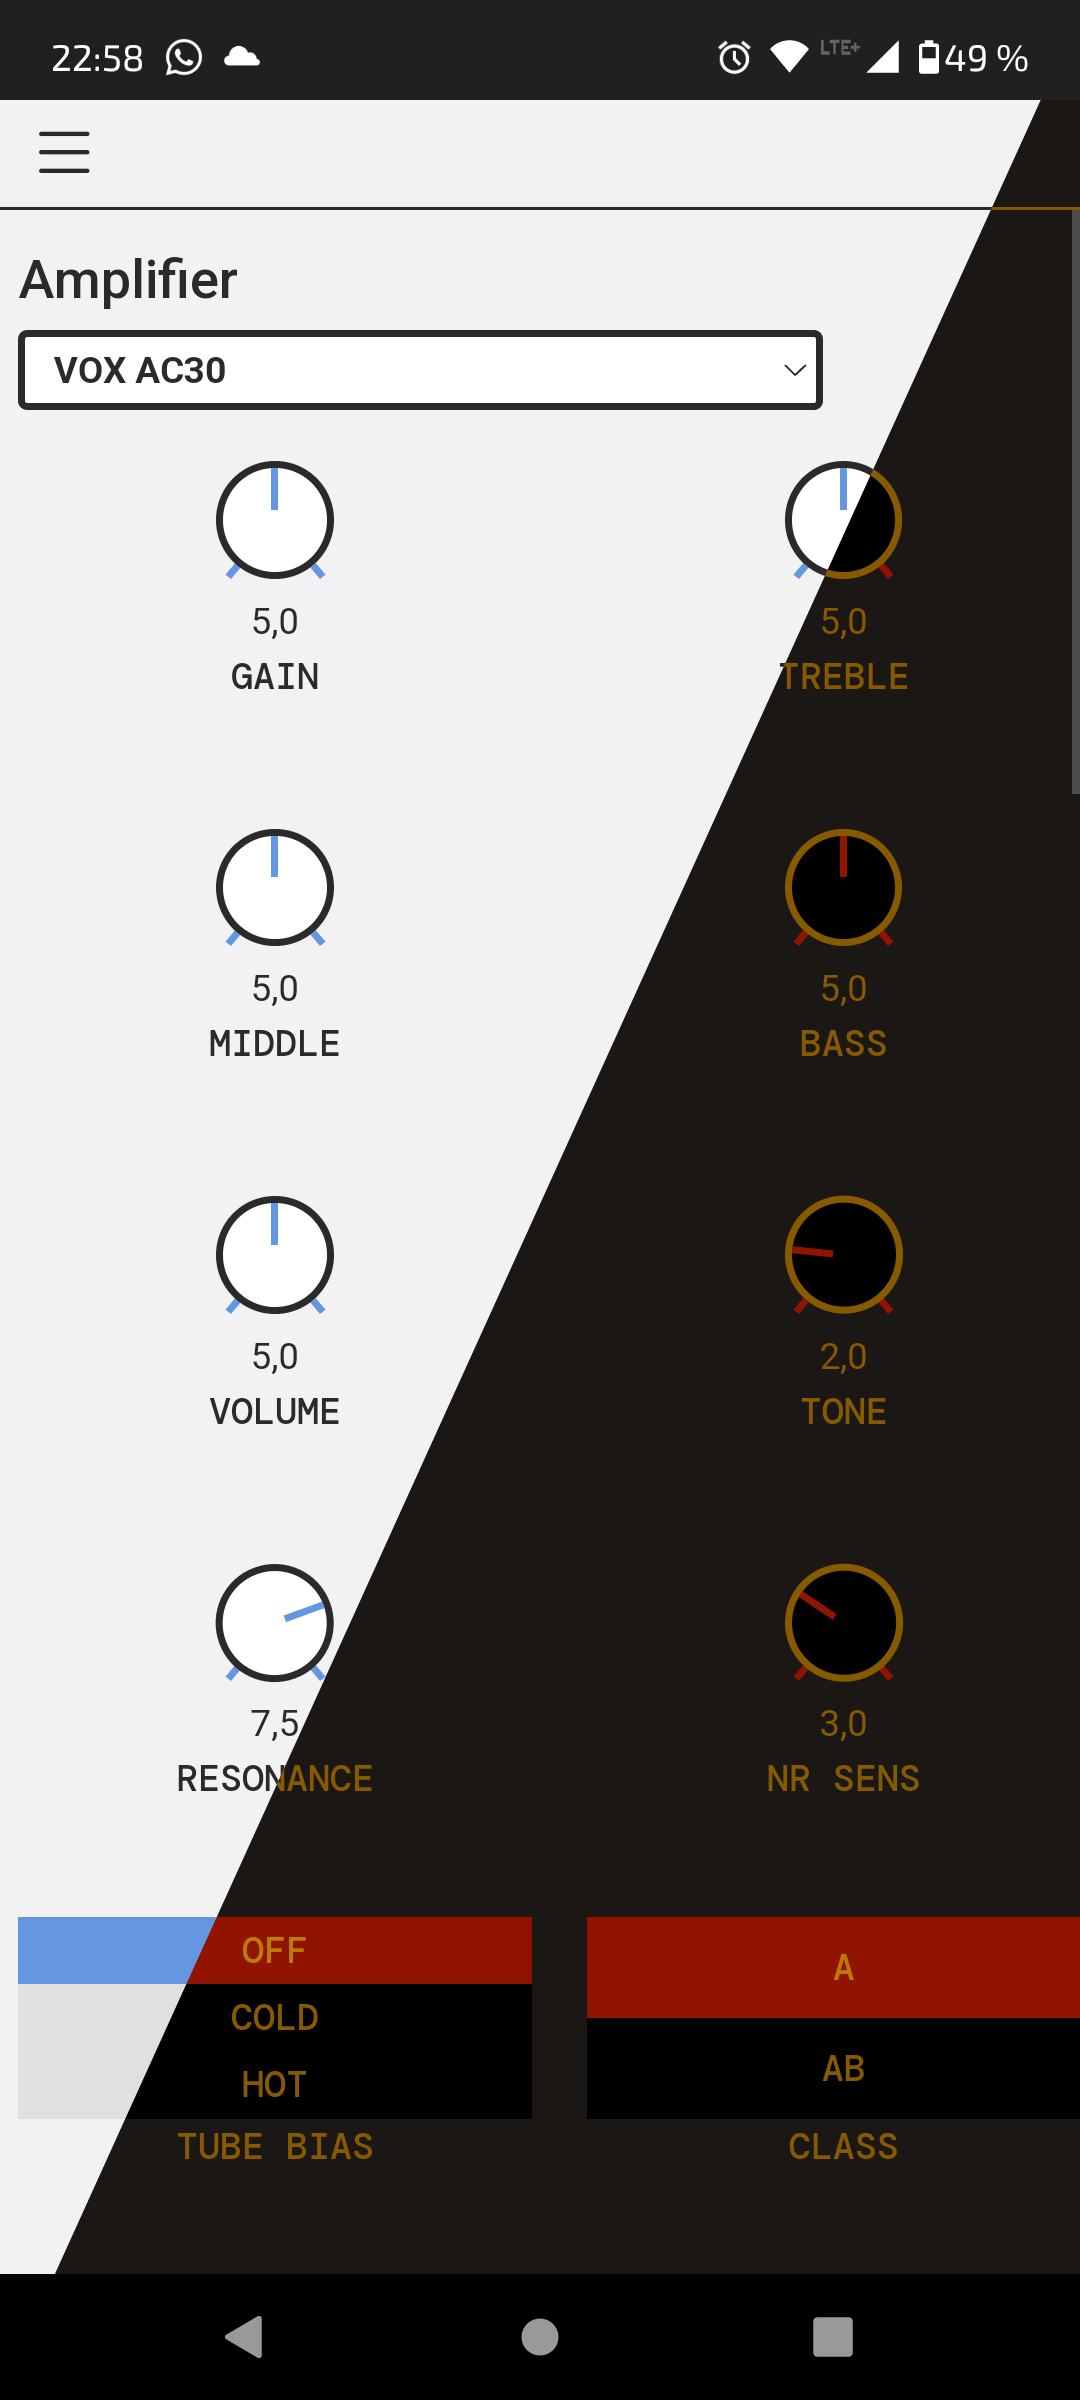 22:58 LTE+ 49 %
Amplifier
VOX AC30
5,0 5,0
GAIN TREBLE
5,0 5,0
MIDDLE BASS
5,0 2,0
VOLUME TONE
7,5 3,0
RESONANCE NR SENS
OFF A
COLD
HOT AB
TUBE BIAS CLASS